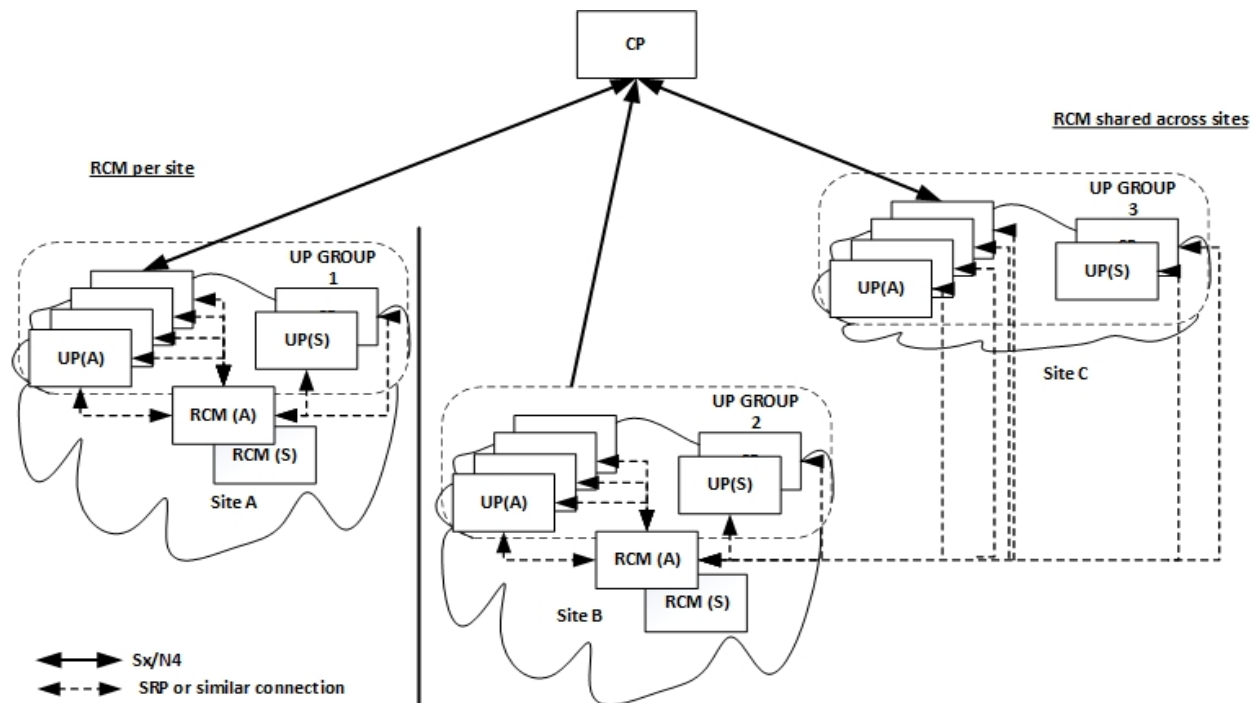 CP
RCM shared across sites
RCM per site
UP GROUP
3
UP(A)
UP(S)
Site C
UP GROUP
1
UP(A)
UP(S)
RCM (A)
RCM (S)
Site A
UP GROUP
2
UP(A)
UP(S)
RCM (A)
RCM (S)
Site B
Sx/N4
SRP or similar connection